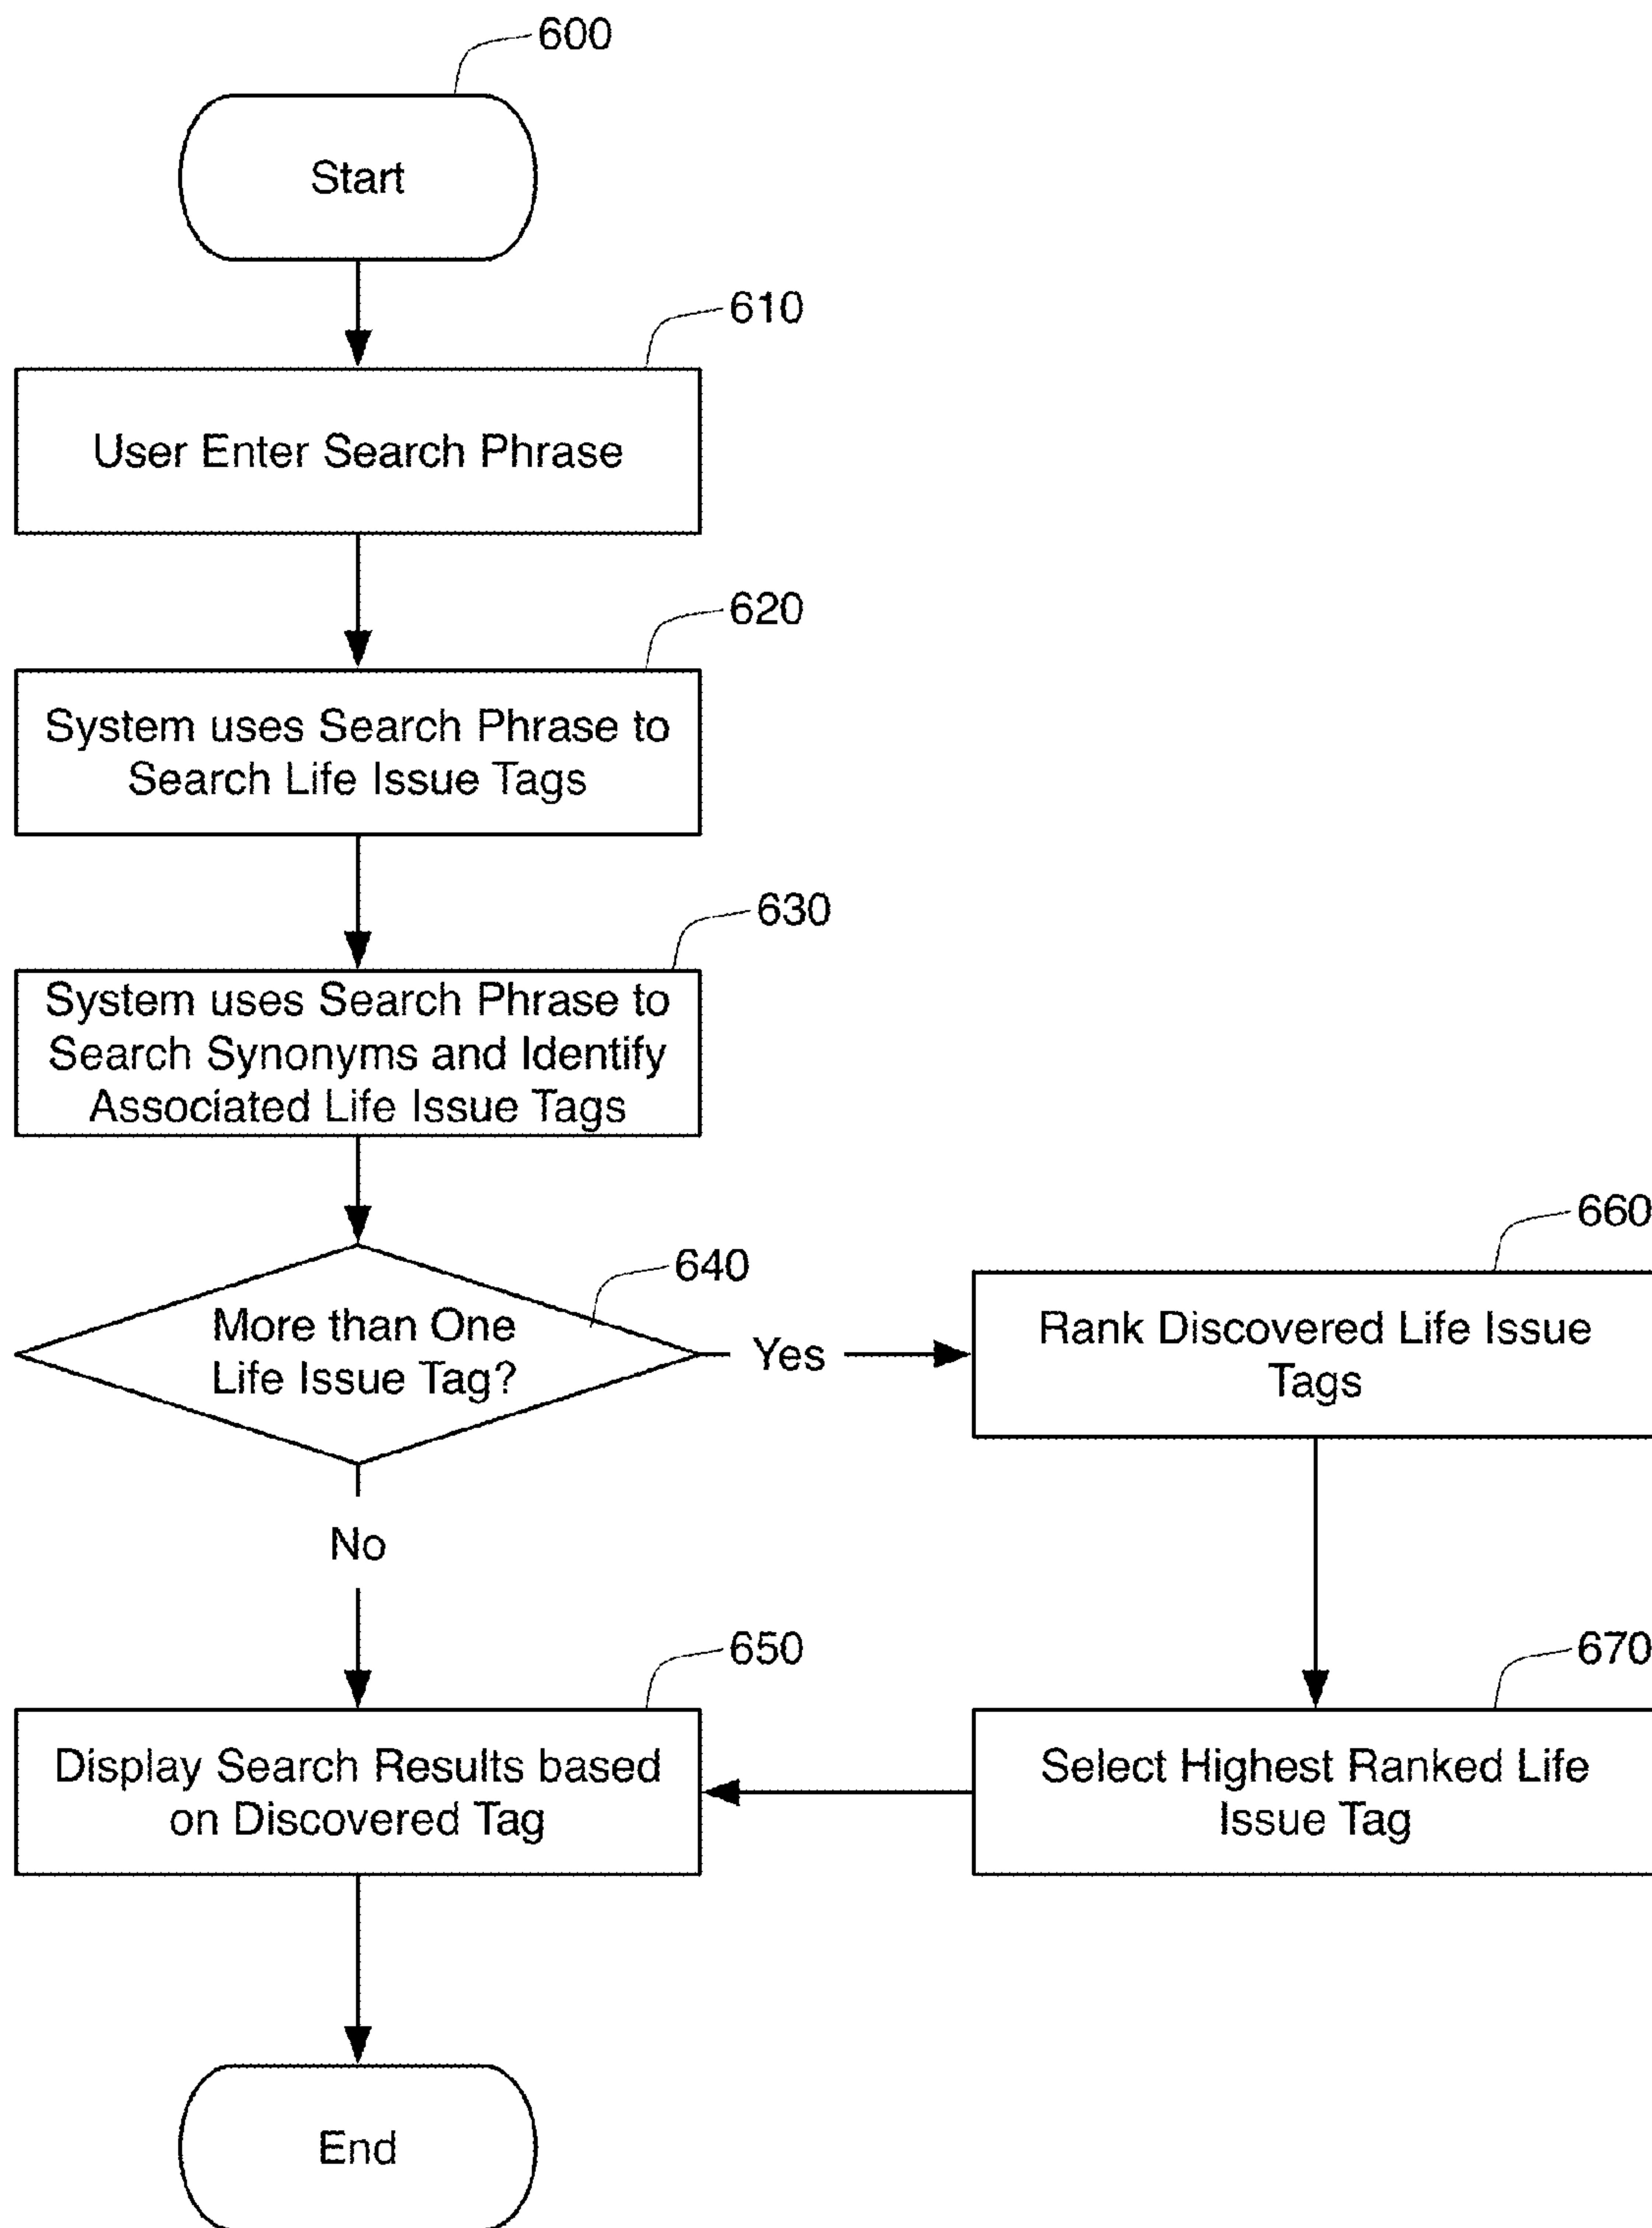 600
Start
610
User Enter Search Phrase
620
System uses Search Phrase to
Search Life Issue Tags
630
System uses Search Phrase to
Search Synonyms and Identify
Associated Life Issue Tags
640
More than One
Life Issue Tag?
Yes
660
Rank Discovered Life Issue
Tags
No
650
Display Search Results based
on Discovered Tag
670
Select Highest Ranked Life
Issue Tag
End